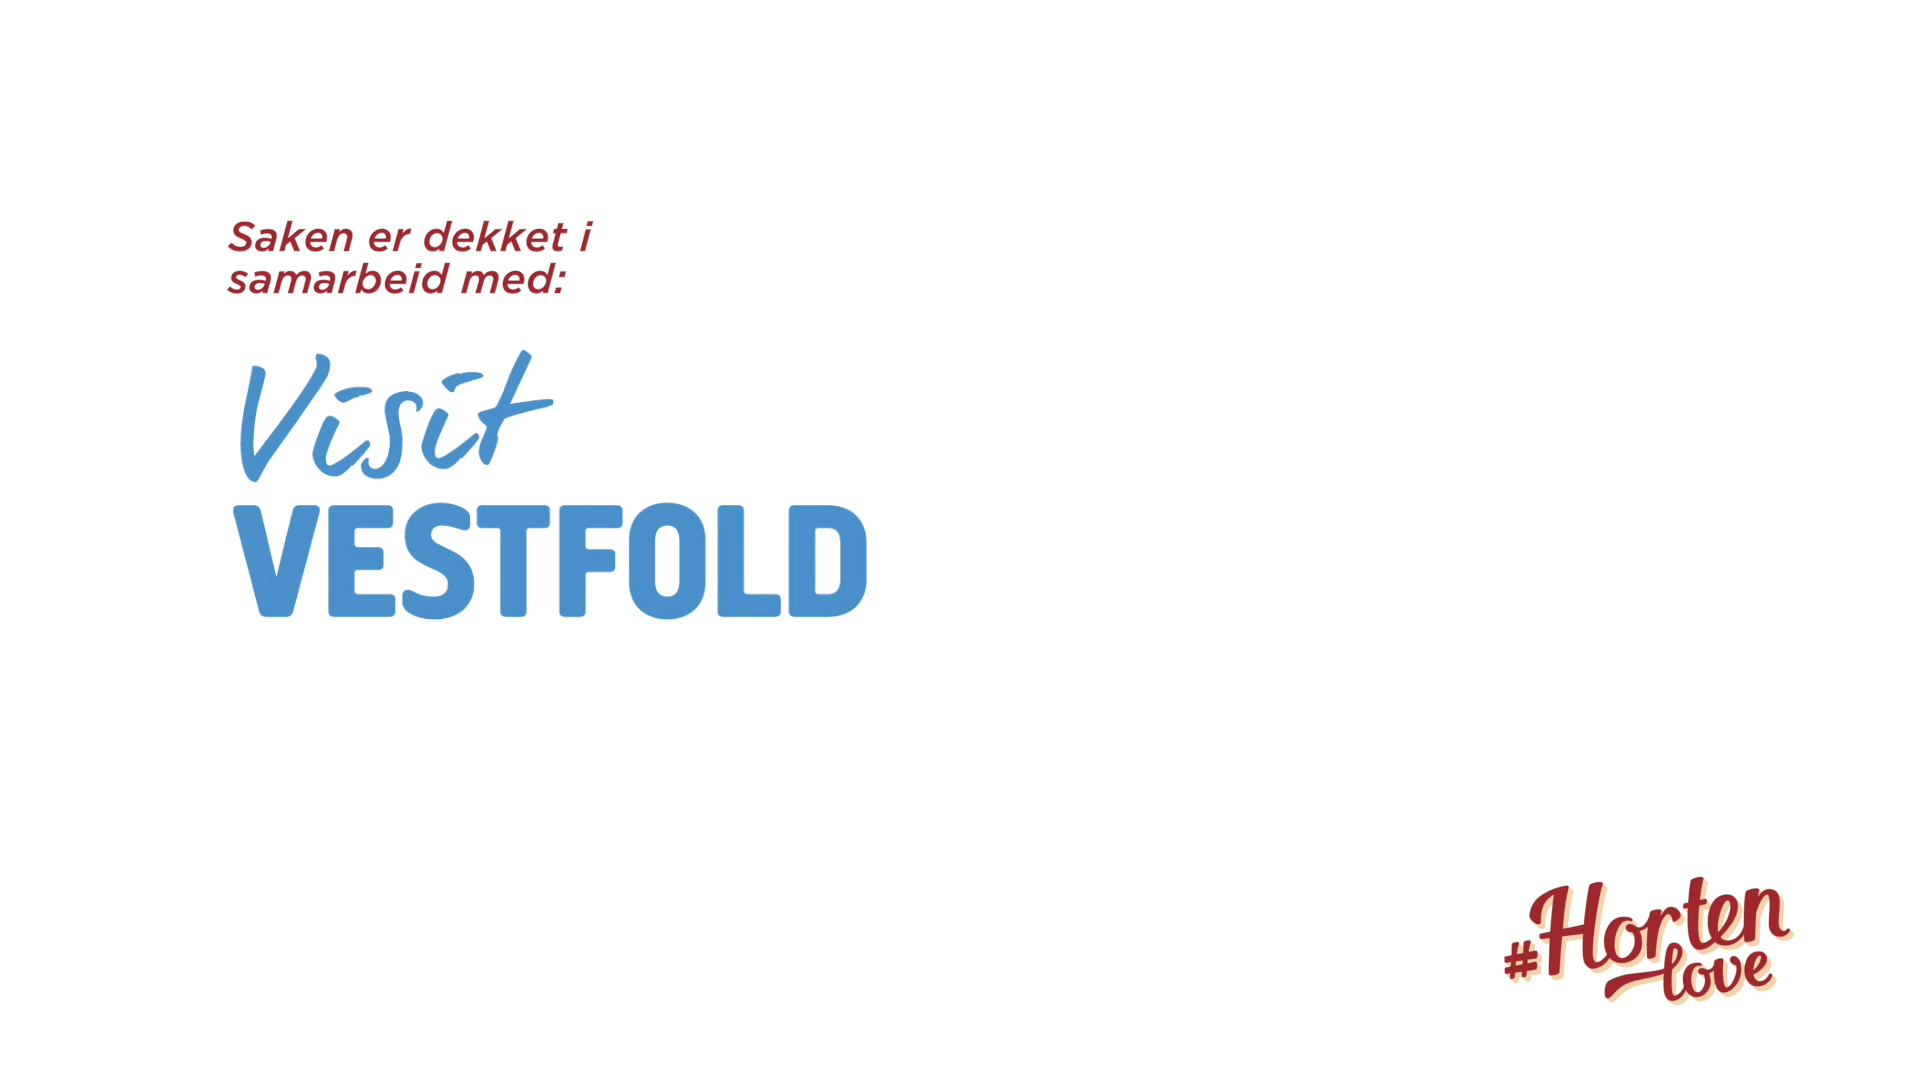 Saken er dekket i
samarbeid med:
Visit
VESTFOLD
#Horten
love